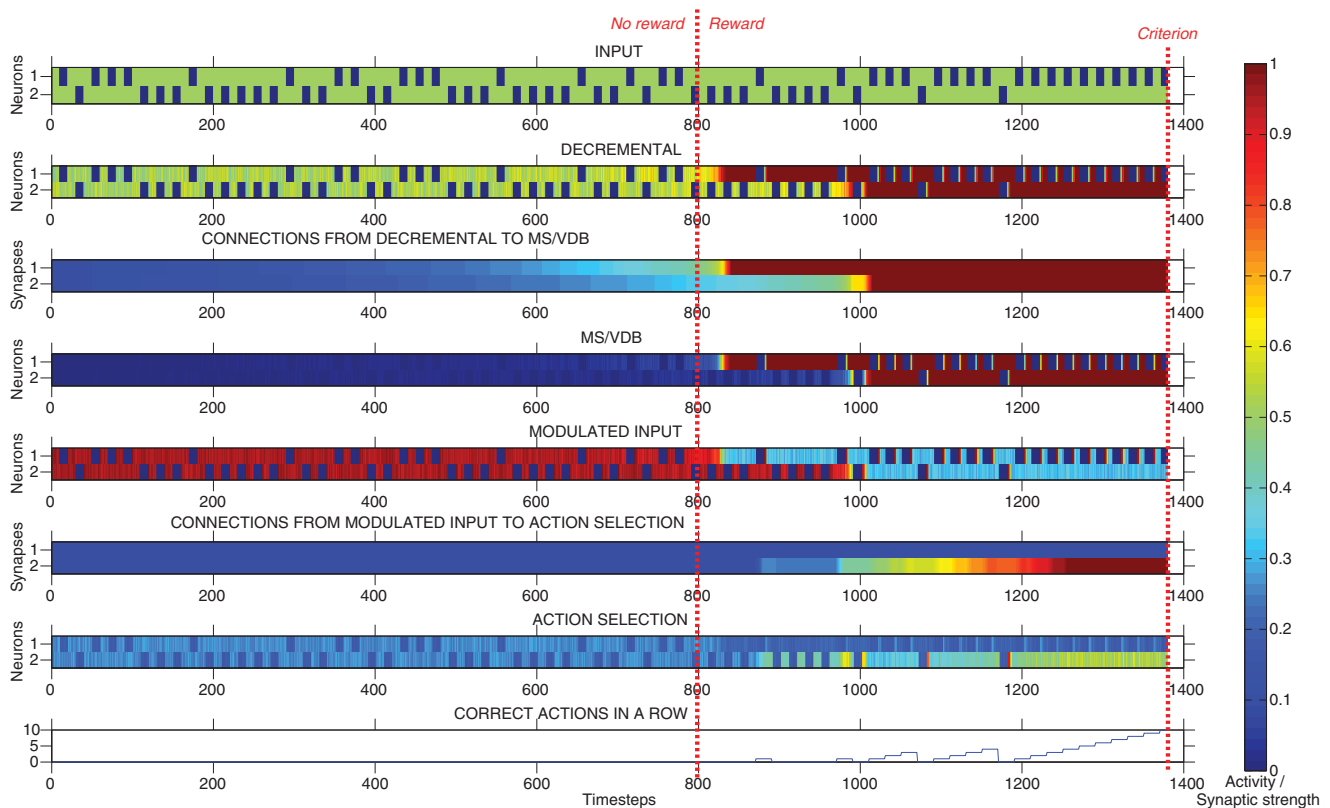 No reward
Reward
Criterion
INPUT
Neurons
1
2
0 200 400 600 800 1000 1200 1400
DECREMENTAL
Neurons
1
2
0 200 400 600 800 1000 1200 1400
CONNECTIONS FROM DECREMENTAL TO MS/VDB
Synapses
1
2
0 200 400 600 800 1000 1200 1400
MS/VDB
Neurons
1
2
0 200 400 600 800 1000 1200 1400
MODULATED INPUT
Neurons
1
2
0 200 400 600 800 1000 1200 1400
CONNECTIONS FROM MODULATED INPUT TO ACTION SELECTION
Synapses
1
2
0 200 400 600 800 1000 1200 1400
ACTION SELECTION
Neurons
1
2
0 200 400 600 800 1000 1200 1400
CORRECT ACTIONS IN A ROW
10
5
0
0 200 400 600 800 1000 1200 1400
Timesteps
1
0.9
0.8
0.7
0.6
0.5
0.4
0.3
0.2
0.1
0
Activity /
Synaptic strength